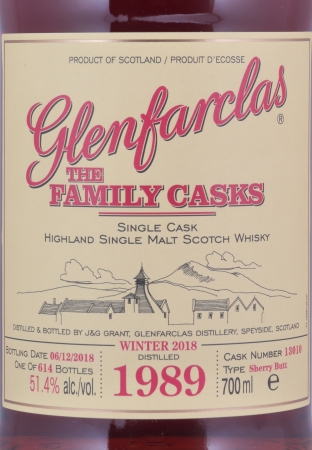 PRODUCT OF SCOTLAND / PRODUIT D'ECOSSE
Glenfarclas ®
THE
FAMILY CASKS
SINGLE CASK
HIGHLAND SINGLE MALT SCOTCH WHISKY
DISTILLED & BOTTLED BY J&G GRANT, GLENFARCLAS DISTILLERY, SPEYSIDE, SCOTLAND
WINTER 2018
BOTTLING DATE 06/12/2018
ONE OF 614 BOTTLES
51.4% alc./vol.
DISTILLED
1989
CASK NUMBER 13010
TYPE Sherry Butt
700 ml e